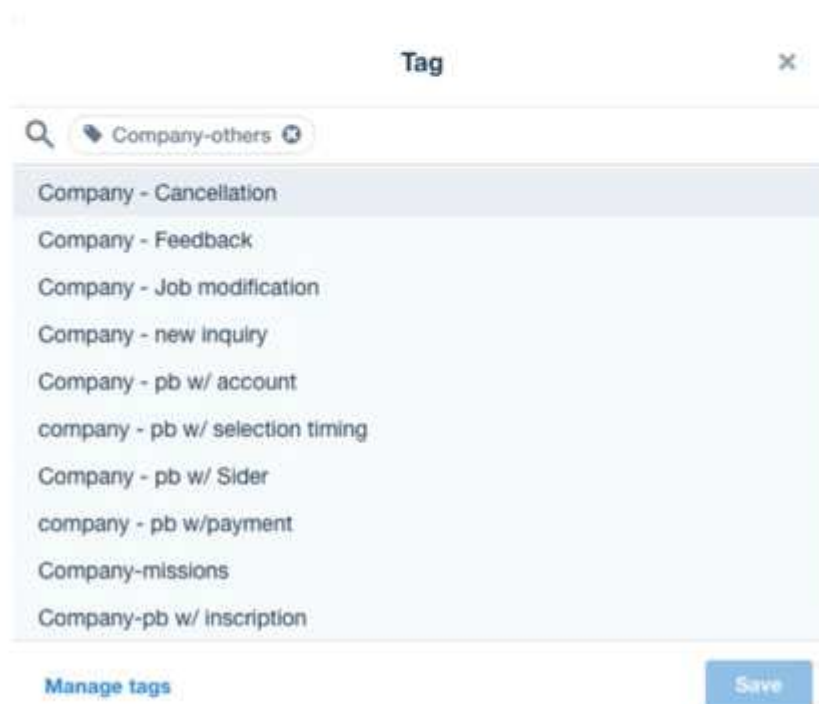 Tag
Company-others
Company - Cancellation
Company - Feedback
Company - Job modification
Company - new inquiry
Company - pb w/ account
company - pb w/ selection timing
Company - pb w/ Sider
company - pb w/payment
Company-missions
Company-pb w/ inscription
Manage tags
Save